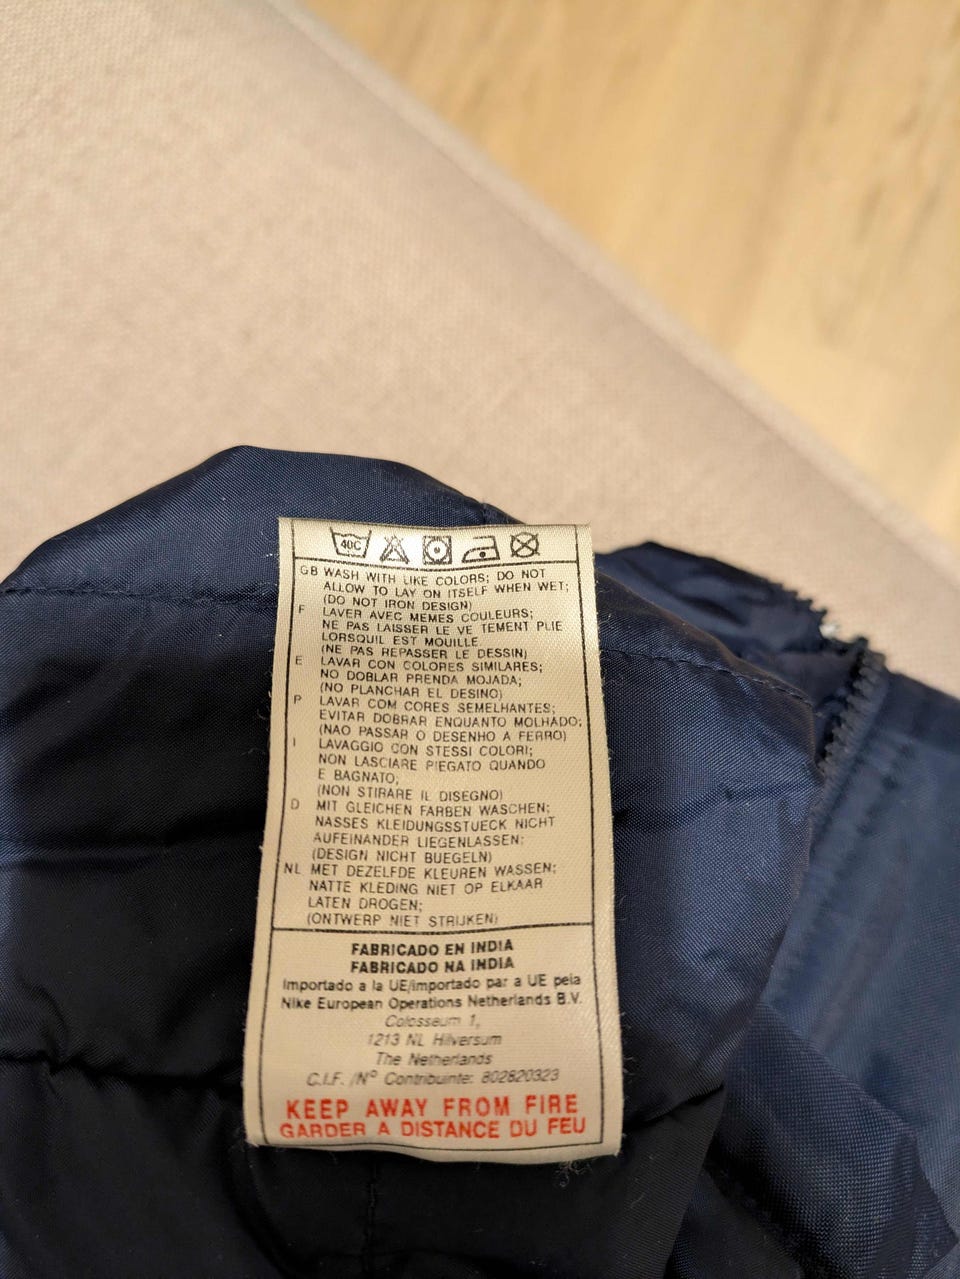 40C
GB WASH WITH LIKE COLORS; DO NOT
ALLOW TO LAY ON ITSELF WHEN WET;
(DO NOT IRON DESIGN)
F LAVER AVEC MEMES COULEURS;
NE PAS LAISSER LE VE TEMENT PLIE
LORSQUIL EST MOUILLE
(NE PAS REPASSER LE DESSIN)
E LAVAR CON COLORES SIMILARES;
NO DOBLAR PRENDA MOJADA;
(NO PLANCHAR EL DESINO)
P LAVAR COM CORES SEMELHANTES;
EVITAR DOBRAR ENQUANTO MOLHADO;
(NAO PASSAR O DESENHO A FERRO)
I LAVAGGIO CON STESSI COLORI;
NON LASCIARE PIEGATO QUANDO
E BAGNATO;
(NON STIRARE IL DISEGNO)
D MIT GLEICHEN FARBEN WASCHEN;
NASSES KLEIDUNGSSTUECK NICHT
AUFEINANDER LIEGENLASSEN;
(DESIGN NICHT BUEGELN)
NL MET DEZELFDE KLEUREN WASSEN;
NATTE KLEDING NIET OP ELKAAR
LATEN DROGEN;
(ONTWERP NIET STRIJKEN)
FABRICADO EN INDIA
FABRICADO NA INDIA
Importado a la UE/importado par a UE pela
Nike European Operations Netherlands B.V.
Colosseum 1,
1213 NL Hilversum
The Netherlands
C.I.F. /Nº Contribuinte: 802820323
KEEP AWAY FROM FIRE
GARDER A DISTANCE DU FEU